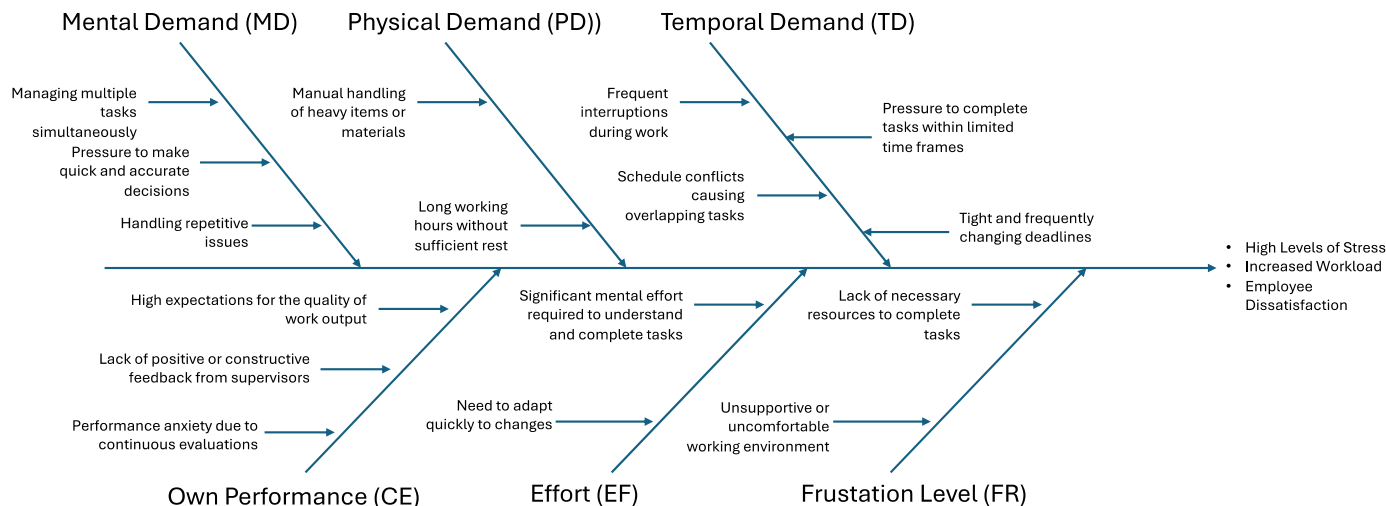 Mental Demand (MD)
Physical Demand (PD))
Temporal Demand (TD)
Managing multiple
tasks
simultaneously
Pressure to make
quick and accurate
decisions
Handling repetitive
issues
Manual handling
of heavy items or
materials
Long working
hours without
sufficient rest
Frequent
interruptions
during work
Pressure to complete
tasks within limited
time frames
Schedule conflicts
causing
overlapping tasks
Tight and frequently
changing deadlines
• High Levels of Stress
• Increased Workload
• Employee
Dissatisfaction
High expectations for the quality of
work output
Lack of positive or constructive
feedback from supervisors
Performance anxiety due to
continuous evaluations
Significant mental effort
required to understand
and complete tasks
Need to adapt
quickly to changes
Lack of necessary
resources to complete
tasks
Unsupportive or
uncomfortable
working environment
Own Performance (CE)
Effort (EF)
Frustation Level (FR)